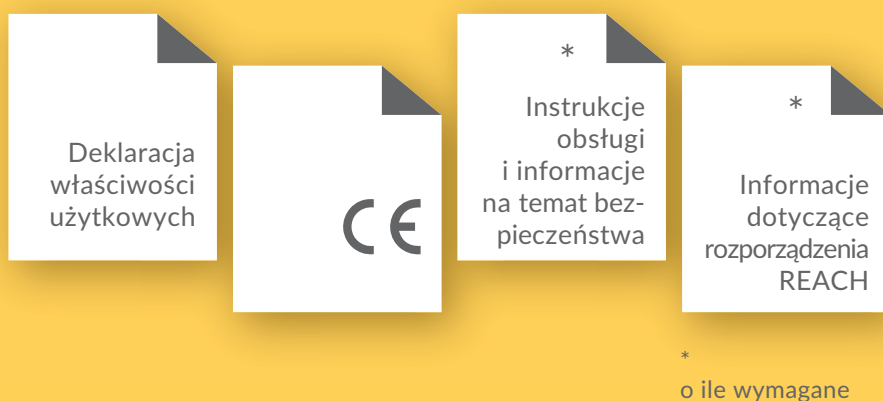 Deklaracja
właściwości
użytkowych
CE
*
Instrukcje
obsługi
i informacje
na temat bez-
pieczeństwa
*
Informacje
dotyczące
rozporządzenia
REACH
*
o ile wymagane